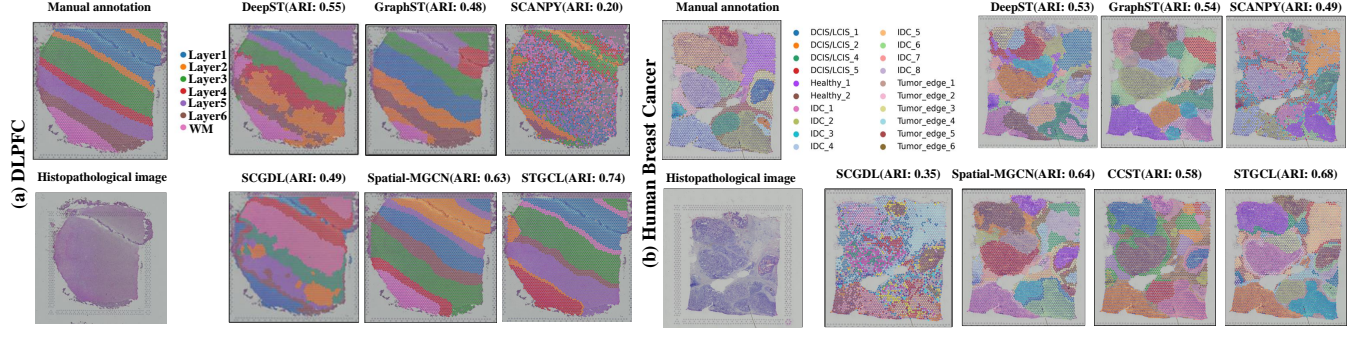 (a) DLPFC
Manual annotation
Layer1
Layer2
Layer3
Layer4
Layer5
Layer6
WM
DeepST(ARI: 0.55)
GraphST(ARI: 0.48)
SCANPY(ARI: 0.20)
Histopathological image
SCGDL(ARI: 0.49)
Spatial-MGCN(ARI: 0.63)
STGCL(ARI: 0.74)
(b) Human Breast Cancer
Manual annotation
DCIS/LCIS_1
DCIS/LCIS_2
DCIS/LCIS_4
DCIS/LCIS_5
Healthy_1
Healthy_2
IDC_1
IDC_2
IDC_3
IDC_4
IDC_5
IDC_6
IDC_7
IDC_8
Tumor_edge_1
Tumor_edge_2
Tumor_edge_3
Tumor_edge_4
Tumor_edge_5
Tumor_edge_6
DeepST(ARI: 0.53)
GraphST(ARI: 0.54)
SCANPY(ARI: 0.49)
Histopathological image
SCGDL(ARI: 0.35)
Spatial-MGCN(ARI: 0.64)
CCST(ARI: 0.58)
STGCL(ARI: 0.68)